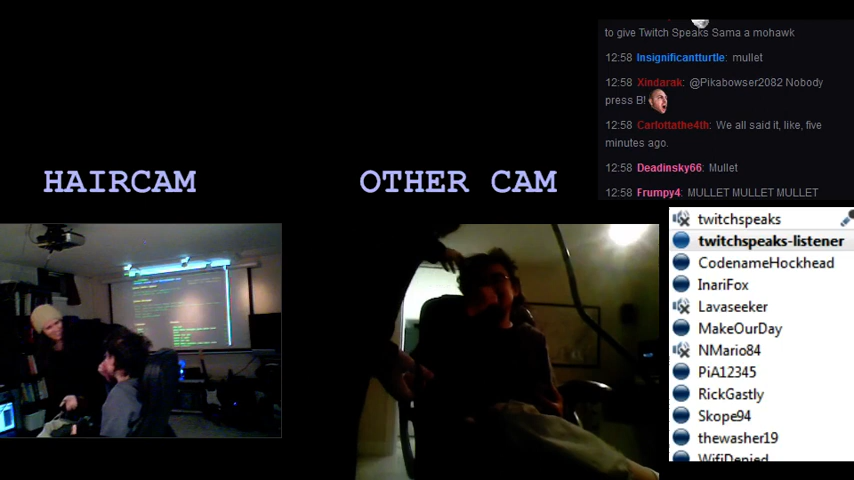 to give Twitch Speaks Sama a mohawk
12:58 Insignificantturtle: mullet
12:58 Xindarak: @Pikabowser2082 Nobody
press B!
12:58 Carlottathe4th: We all said it, like, five
minutes ago.
12:58 Deadinsky66: Mullet
12:58 Frumpy4: MULLET MULLET MULLET
HAIRCAM
OTHER CAM
twitchspeaks
twitchspeaks-listener
CodenameHockhead
InariFox
Lavaseeker
MakeOurDay
NMario84
PiA12345
RickGastly
Skope94
thewasher19
WifiDenied